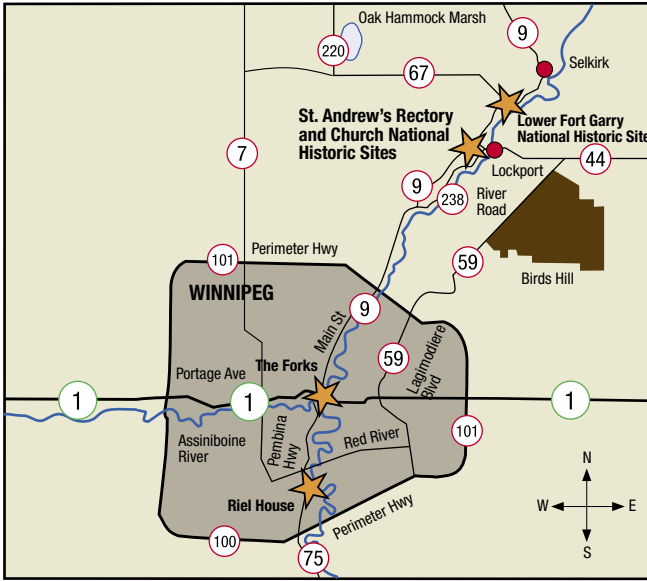 Oak Hammock Marsh
9
220
Selkirk
67
St. Andrew's Rectory
and Church National
Historic Sites
Lower Fort Garry
National Historic Site
7
44
Lockport
9
238
River
Road
59
Perimeter Hwy
101
Birds Hill
WINNIPEG
9
Main St
59
The Forks
Lagimodiere
Blvd
Portage Ave
1
1
1
Assiniboine
River
Pembina
Hwy
Red River
101
Riel House
Perimeter Hwy
100
75
N
W
E
S